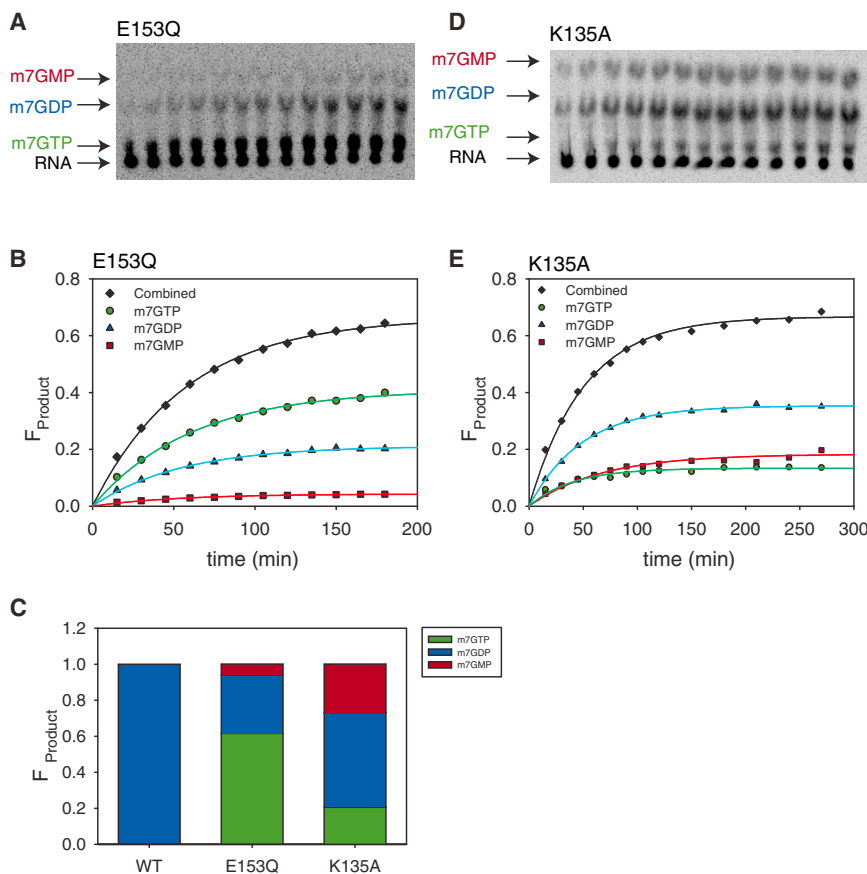 A
E153Q
m7GMP
m7GDP
m7GTP
RNA
D
K135A
m7GMP
m7GDP
m7GTP
RNA
B
E153Q
0.8
0.6
0.4
0.2
0.0
F Product
Combined
m7GTP
m7GDP
m7GMP
0 50 100 150 200
time (min)
E
K135A
0.8
0.6
0.4
0.2
0.0
F Product
Combined
m7GTP
m7GDP
m7GMP
0 50 100 150 200 250 300
time (min)
C
1.2
1.0
0.8
0.6
0.4
0.2
0.0
F Product
WT E153Q K135A
m7GTP
m7GDP
m7GMP